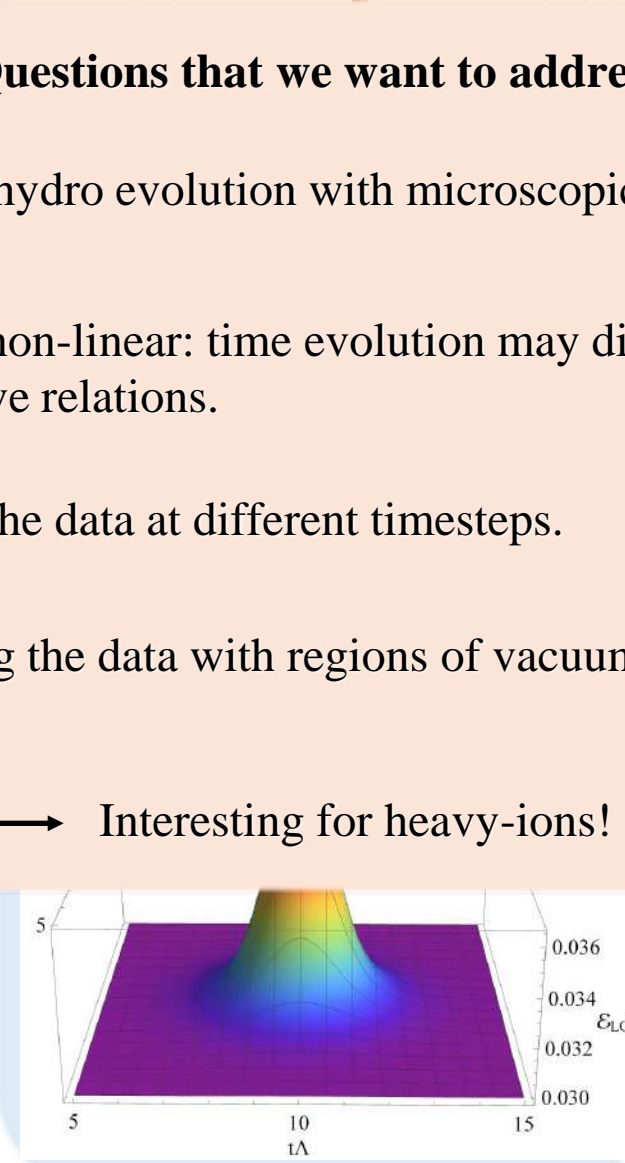 uestions that we want to addre
hydro evolution with microscopic
non-linear: time evolution may di
ve relations.
he data at different timesteps.
g the data with regions of vacuum
Interesting for heavy-ions!
5
0.036
0.034
ℰLO
0.032
0.030
5 10 15
tΛ